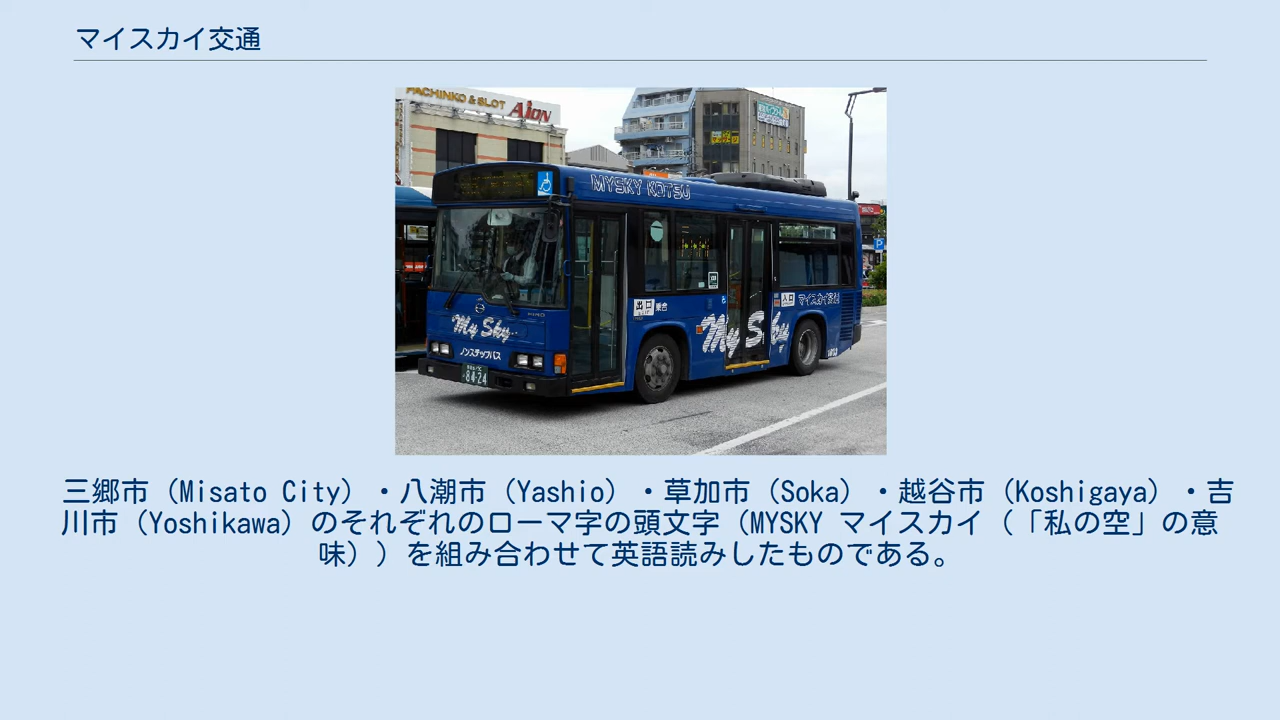 マイスカイ交通
PACHINKO & SLOT Aion
MYSKY KOTSU
出口
乗合
入口
マイスカイ交通
My Sky
My Sky
ノンステップバス
84-24
P
三郷市（Misato City）・八潮市（Yashio）・草加市（Soka）・越谷市（Koshigaya）・吉
川市（Yoshikawa）のそれぞれのローマ字の頭文字（MYSKY マイスカイ（「私の空」の意
味））を組み合わせて英語読みしたものである。